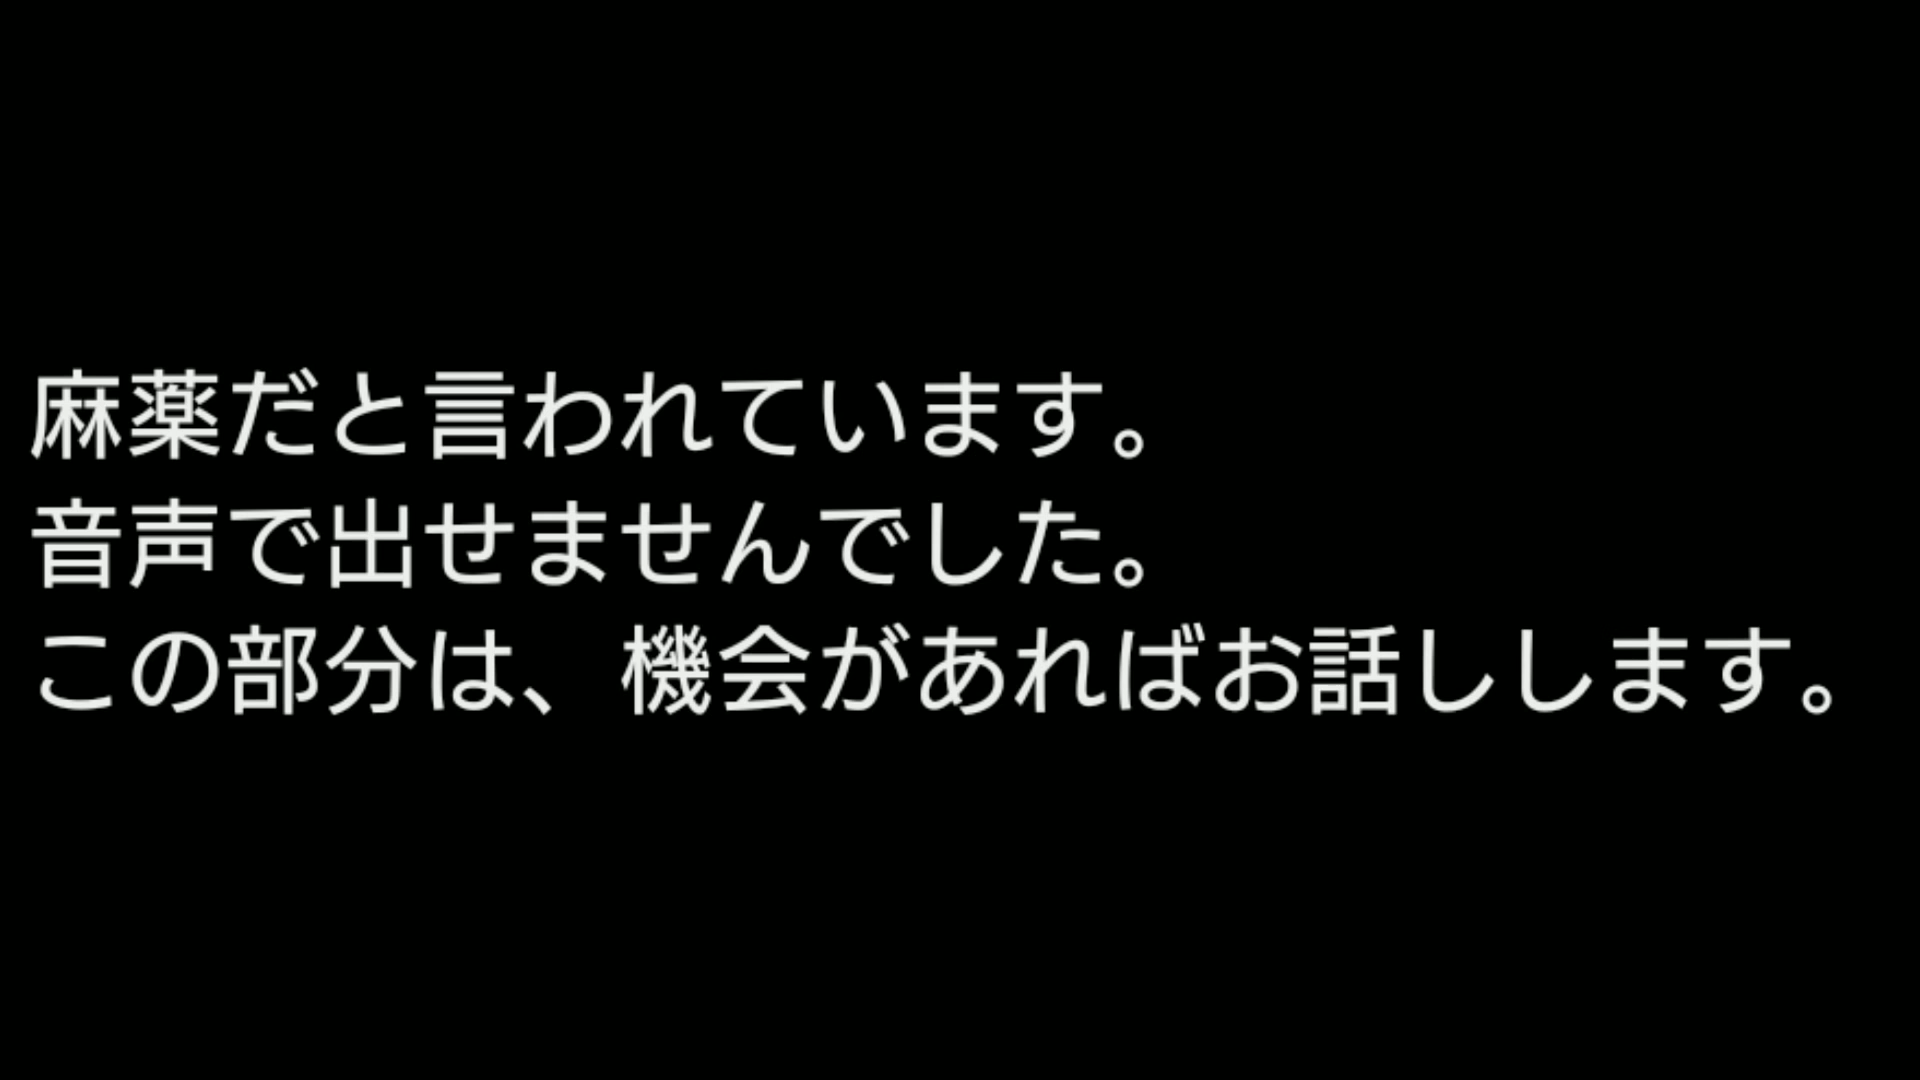 麻薬だと言われています。
音声で出せませんでした。
この部分は、機会があればお話しします。